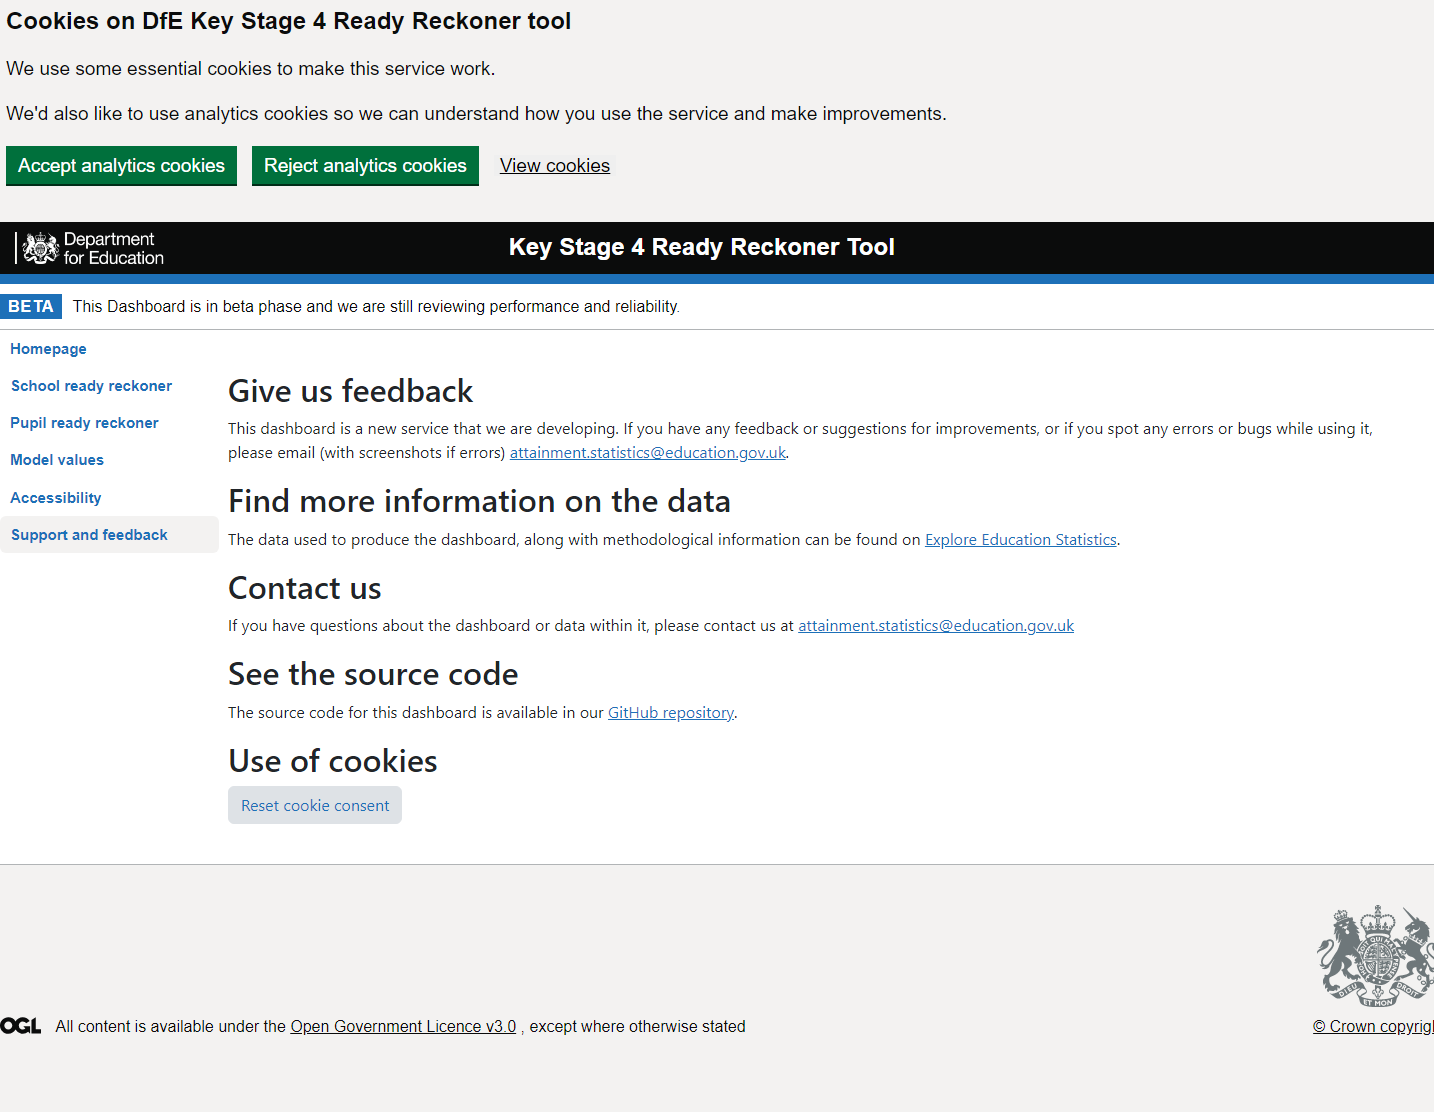 Cookies on DfE Key Stage 4 Ready Reckoner tool
We use some essential cookies to make this service work.
We'd also like to use analytics cookies so we can understand how you use the service and make improvements.
Accept analytics cookies Reject analytics cookies View cookies
Department
for Education
Key Stage 4 Ready Reckoner Tool
BETA This Dashboard is in beta phase and we are still reviewing performance and reliability.
Homepage
School ready reckoner
Pupil ready reckoner
Model values
Accessibility
Support and feedback
Give us feedback
This dashboard is a new service that we are developing. If you have any feedback or suggestions for improvements, or if you spot any errors or bugs while using it,
please email (with screenshots if errors) attainment.statistics@education.gov.uk.
Find more information on the data
The data used to produce the dashboard, along with methodological information can be found on Explore Education Statistics.
Contact us
If you have questions about the dashboard or data within it, please contact us at attainment.statistics@education.gov.uk
See the source code
The source code for this dashboard is available in our GitHub repository.
Use of cookies
Reset cookie consent
DIEU ET MON DROIT
OGL All content is available under the Open Government Licence v3.0 , except where otherwise stated
© Crown copyrig